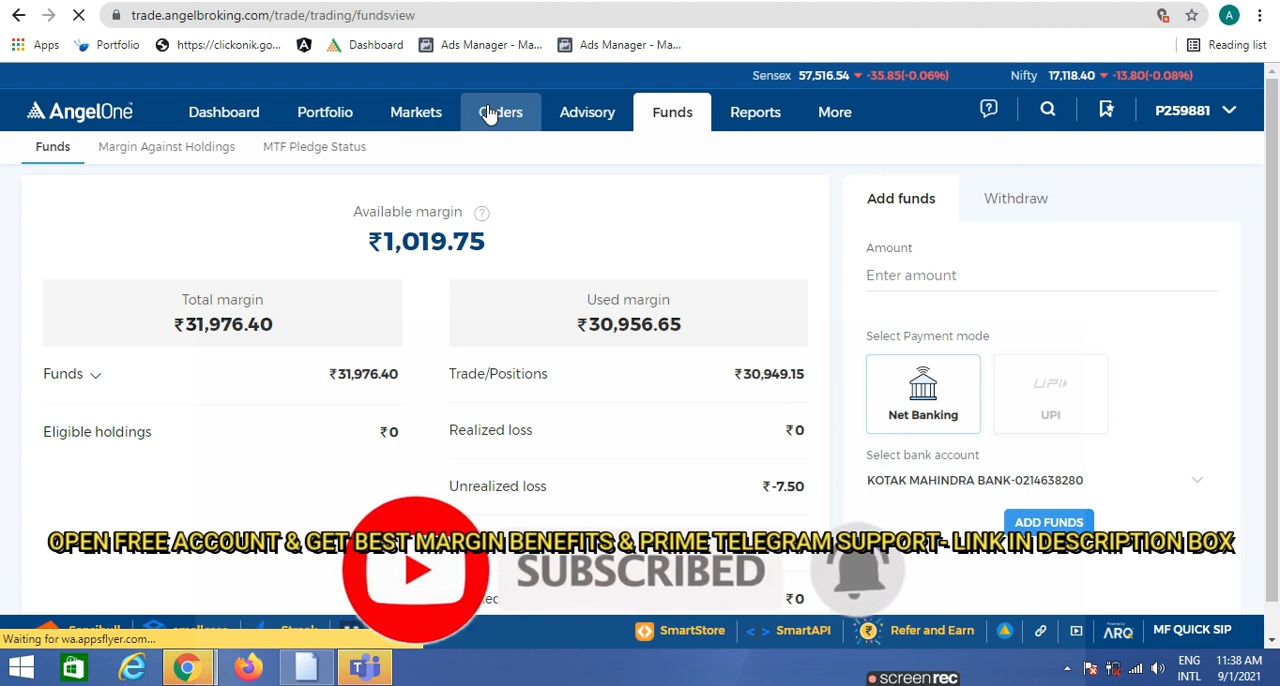 trade.angelbroking.com/trade/trading/fundsview
A
Apps Portfolio https://clickonik.go... Dashboard Ads Manager - Ma... Ads Manager - Ma... Reading list
Sensex 57,516.54 -35.85(-0.06%) Nifty 17,118.40 -13.80(-0.08%)
AngelOne Dashboard Portfolio Markets Orders Advisory Funds Reports More P259881
Funds Margin Against Holdings MTF Pledge Status
Available margin ?
₹1,019.75
Total margin
₹31,976.40
Used margin
₹30,956.65
Funds ₹31,976.40
Eligible holdings ₹0
Trade/Positions ₹30,949.15
Realized loss ₹0
Unrealized loss ₹-7.50
₹0
Add funds Withdraw
Amount
Enter amount
Select Payment mode
Net Banking
UPI
UPI
Select bank account
KOTAK MAHINDRA BANK-0214638280
ADD FUNDS
OPEN FREE ACCOUNT & GET BEST MARGIN BENEFITS & PRIME TELEGRAM SUPPORT- LINK IN DESCRIPTION BOX
SUBSCRIBED
SmartStore SmartAPI Refer and Earn ARQ MF QUICK SIP
Waiting for wa.appsflyer.com...
ENG
INTL
11:38 AM
9/1/2021
screenrec